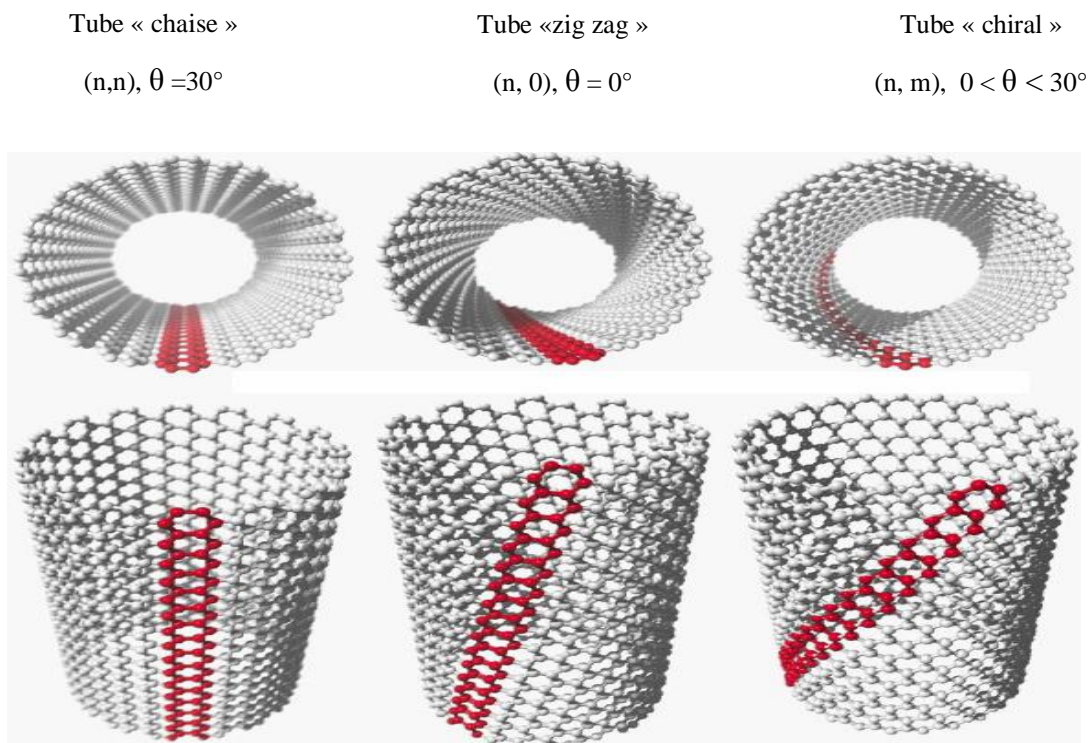 Tube « chaise » Tube «zig zag » Tube « chiral »
(n,n), θ =30° (n, 0), θ = 0° (n, m), 0 < θ < 30°